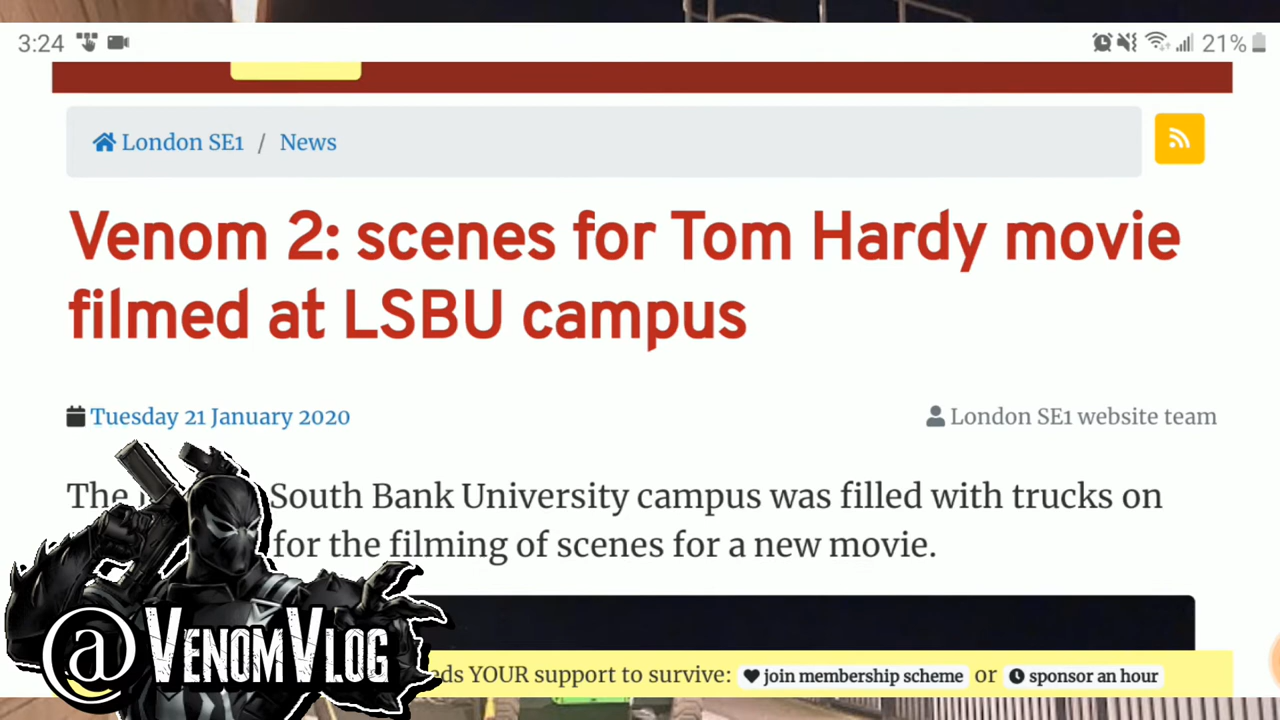 3:24
21%
London SE1 / News
Venom 2: scenes for Tom Hardy movie
filmed at LSBU campus
Tuesday 21 January 2020
London SE1 website team
The South Bank University campus was filled with trucks on
for the filming of scenes for a new movie.
YOUR support to survive: join membership scheme or sponsor an hour
@VENOMVLOG